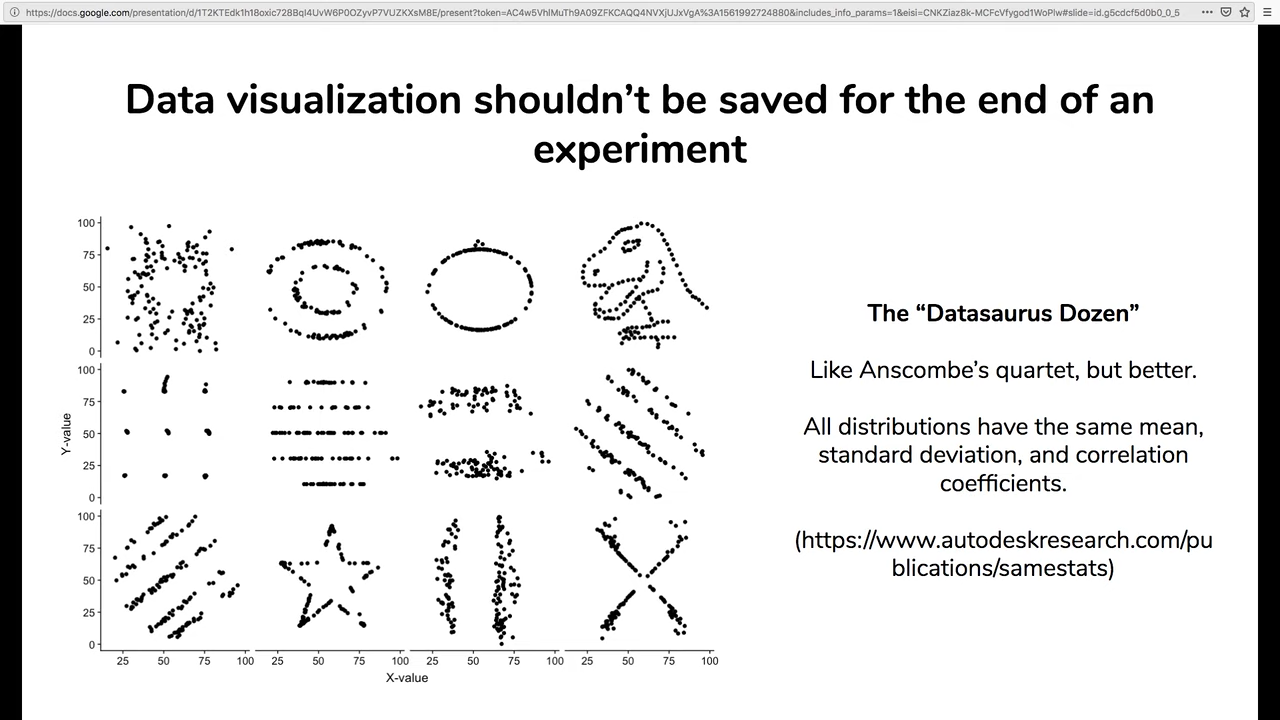 https://docs.google.com/presentation/d/1T2KTEdk1h18oxic728BqI4UvW6P0OZyvP7VUZKXsM8E/present?token=AC4w5VhIMuTh9A09ZFKCAQQ4NVXjUJxVgA%3A1561992724880&includes_info_params=1&eisi=CNKZiaz8k-MCFcVfygod1WoPlw#slide=id.g5cdcf5d0b0_0_5
Data visualization shouldn’t be saved for the end of an
experiment
100
75
50
25
0
100
75
50
25
0
100
75
50
25
0
Y-value
25 50 75 100 25 50 75 100 25 50 75 100 25 50 75 100
X-value
The “Datasaurus Dozen”
Like Anscombe’s quartet, but better.
All distributions have the same mean,
standard deviation, and correlation
coefficients.
(https://www.autodeskresearch.com/pu
blications/samestats)